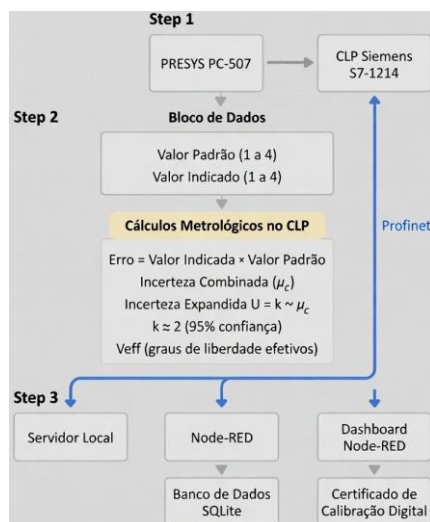 Step 1
PRESYS PC-507
CLP Siemens
S7-1214
Step 2
Bloco de Dados
Valor Padrão (1 a 4)
Valor Indicado (1 a 4)
Cálculos Metrológicos no CLP
Profinet
Erro = Valor Indicada × Valor Padrão
Incerteza Combinada (μc)
Incerteza Expandida U = k ~ μc
k ≈ 2 (95% confiança)
Veff (graus de liberdade efetivos)
Step 3
Servidor Local
Node-RED
Dashboard
Node-RED
Banco de Dados
SQLite
Certificado de
Calibração Digital